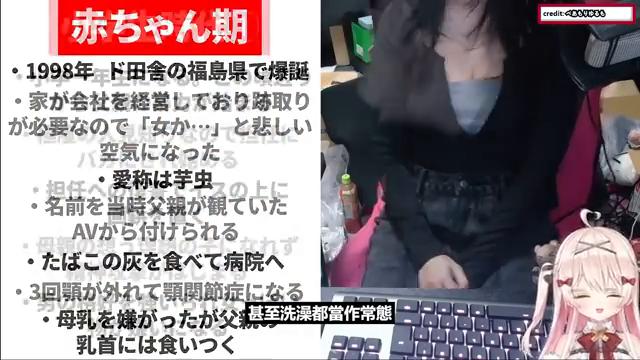 赤ちゃん期
・1998年 ド田舎の福島県で爆誕
・家が会社を経営しており跡取り
が必要なので「女か…」と悲しい
空気になった
・愛称は芋虫
・名前を当時父親が観ていた
AVから付けられる
・たばこの灰を食べて病院へ
・3回顎が外れて顎関節症になる
・母乳を嫌がったが父親の
乳首には食いつく
甚至洗澡都當作常態